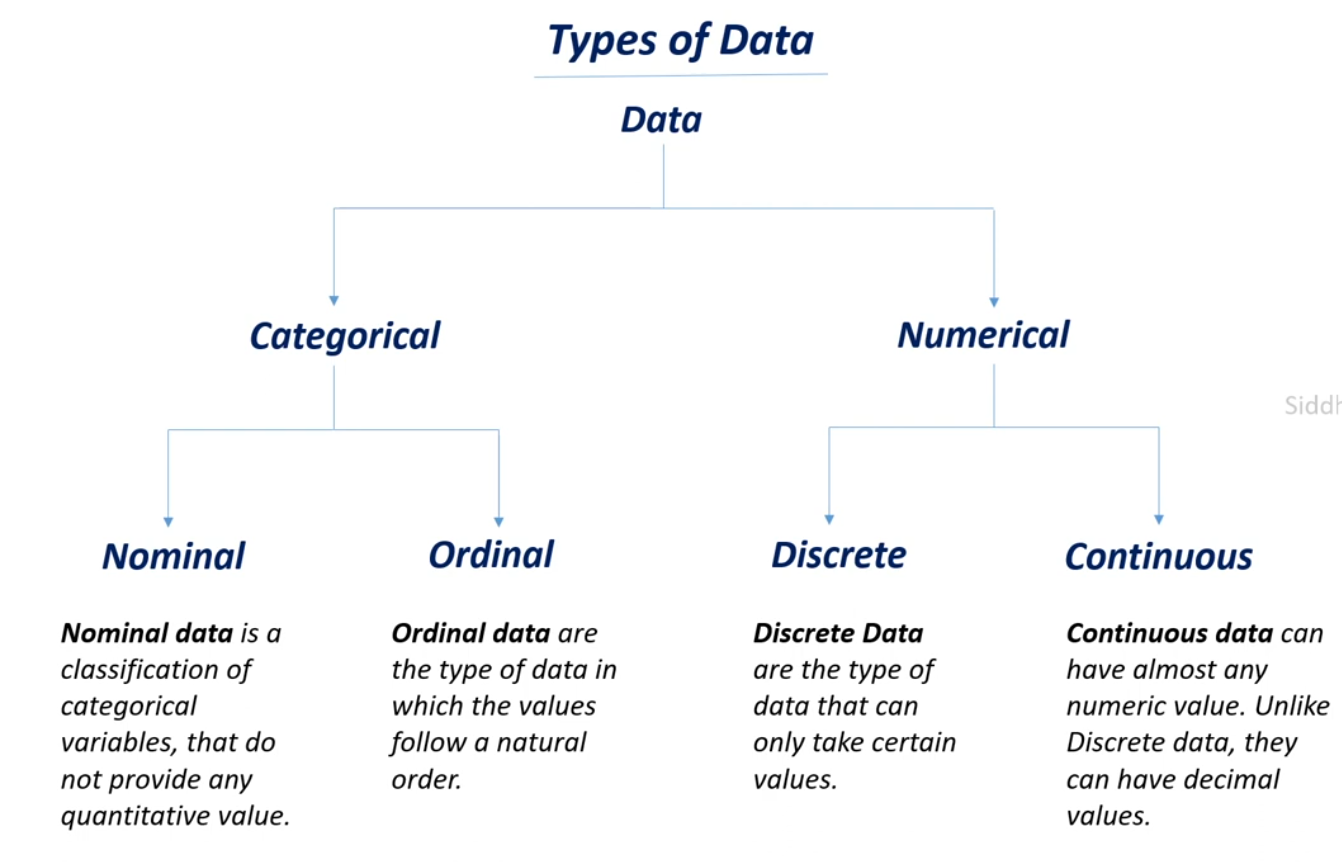 Types of Data
Data
Categorical
Numerical
Nominal
Ordinal
Discrete
Continuous
Nominal data is a
classification of
categorical
variables, that do
not provide any
quantitative value.
Ordinal data are
the type of data in
which the values
follow a natural
order.
Discrete Data
are the type of
data that can
only take certain
values.
Continuous data can
have almost any
numeric value. Unlike
Discrete data, they
can have decimal
values.